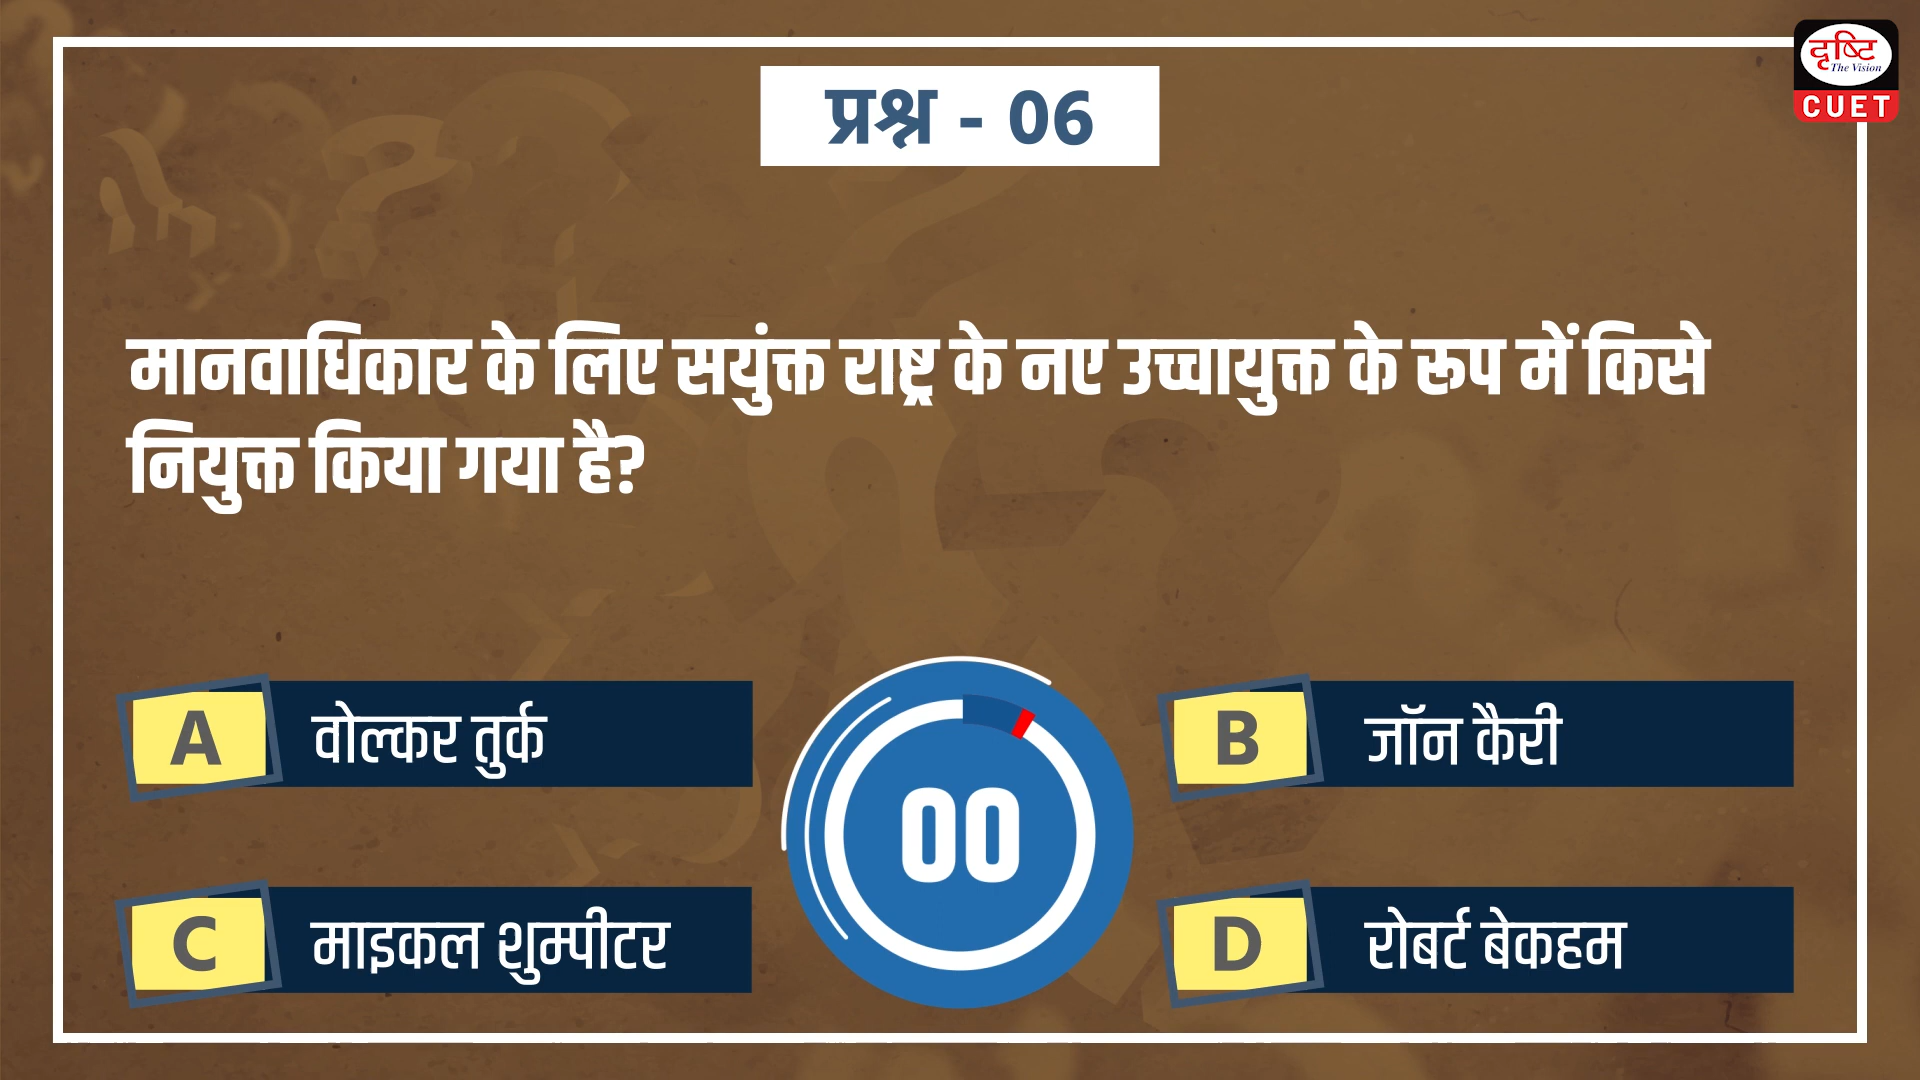 दृष्टि
The Vision
CUET
प्रश्न - 06
मानवाधिकार के लिए सयुंक्त राष्ट्र के नए उच्चायुक्त के रूप में किसे
नियुक्त किया गया है?
A वोल्कर तुर्क
B जॉन कैरी
00
C माइकल शुम्पीटर
D रोबर्ट बेकहम